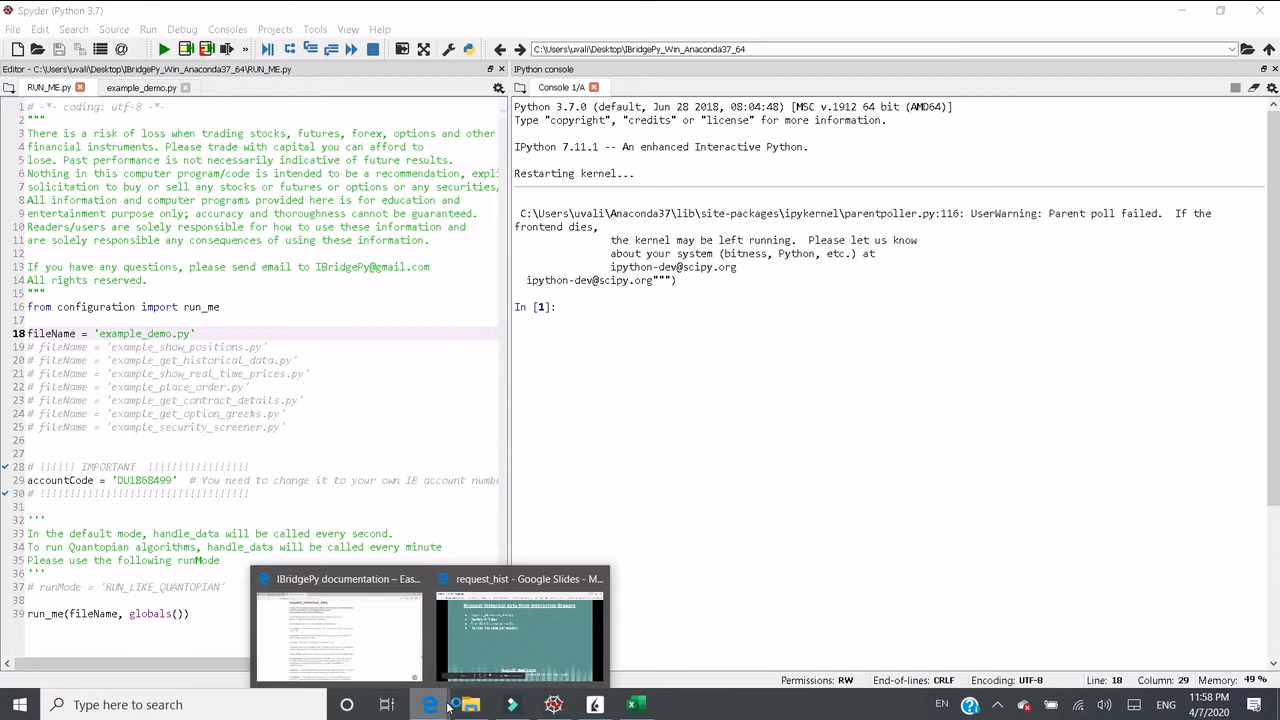 Spyder (Python 3.7)
File Edit Search Source Run Debug Consoles Projects Tools View Help
C:\Users\uvali\Desktop\IBridgePy_Win_Anaconda37_64
Editor - C:\Users\uvali\Desktop\IBridgePy_Win_Anaconda37_64\RUN_ME.py
RUN_ME.py example_demo.py
1 # -*- coding: utf-8 -*-
2 """
3 There is a risk of loss when trading stocks, futures, forex, options and other
4 financial instruments. Please trade with capital you can afford to
5 lose. Past performance is not necessarily indicative of future results.
6 Nothing in this computer program/code is intended to be a recommendation, expli
7 solicitation to buy or sell any stocks or futures or options or any securities,
8 All information and computer programs provided here is for education and
9 entertainment purpose only; accuracy and thoroughness cannot be guaranteed.
10 Readers/users are solely responsible for how to use these information and
11 are solely responsible any consequences of using these information.
12
13 If you have any questions, please send email to IBridgePy@gmail.com
14 All rights reserved.
15 """
16 from configuration import run_me
17
18 fileName = 'example_demo.py'
19 # fileName = 'example_show_positions.py'
20 # fileName = 'example_get_historical_data.py'
21 # fileName = 'example_show_real_time_prices.py'
22 # fileName = 'example_place_order.py'
23 # fileName = 'example_get_contract_details.py'
24 # fileName = 'example_get_option_greeks.py'
25 # fileName = 'example_security_screener.py'
26
27
28 # !!!!!! IMPORTANT !!!!!!!!!!!!!!!!!
29 accountCode = 'DU1868499' # You need to change it to your own IB account numbe
30 # !!!!!!!!!!!!!!!!!!!!!!!!!!!!!!!!
31
32 '''
33 In the default mode, handle_data will be called every second.
34 To run Quantopian algorithms, handle_data will be called every minute
35 Please use the following runMode
36 '''
37 # runMode = 'RUN_LIKE_QUANTOPIAN'
IPython console
Console 1/A
Python 3.7.0 (default, Jun 28 2018, 08:04:48) [MSC v.1912 64 bit (AMD64)]
Type "copyright", "credits" or "license" for more information.
IPython 7.11.1 -- An enhanced Interactive Python.
Restarting kernel...
C:\Users\uvali\Anaconda37\lib\site-packages\ipykernel\parentpoller.py:116: UserWarning: Parent poll failed. If the
frontend dies,
the kernel may be left running. Please let us know
about your system (bitness, Python, etc.) at
ipython-dev@scipy.org
ipython-dev@scipy.org""")
In [1]:
IBridgePy documentation – Eas...
request_hist - Google Slides - M...
request_historical_data
Request historical data from Interactive Brokers
Permissions: RW
Encoding: UTF-8
Line: 18
49 %
Type here to search
EN
11:58 PM
4/7/2020